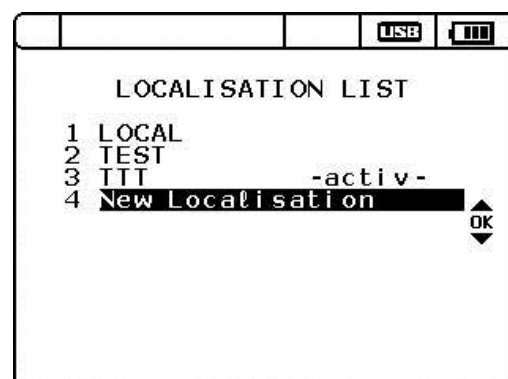 USB
LOCALISATION LIST
1 LOCAL
2 TEST
3 TTT -activ-
4 New Localisation
OK